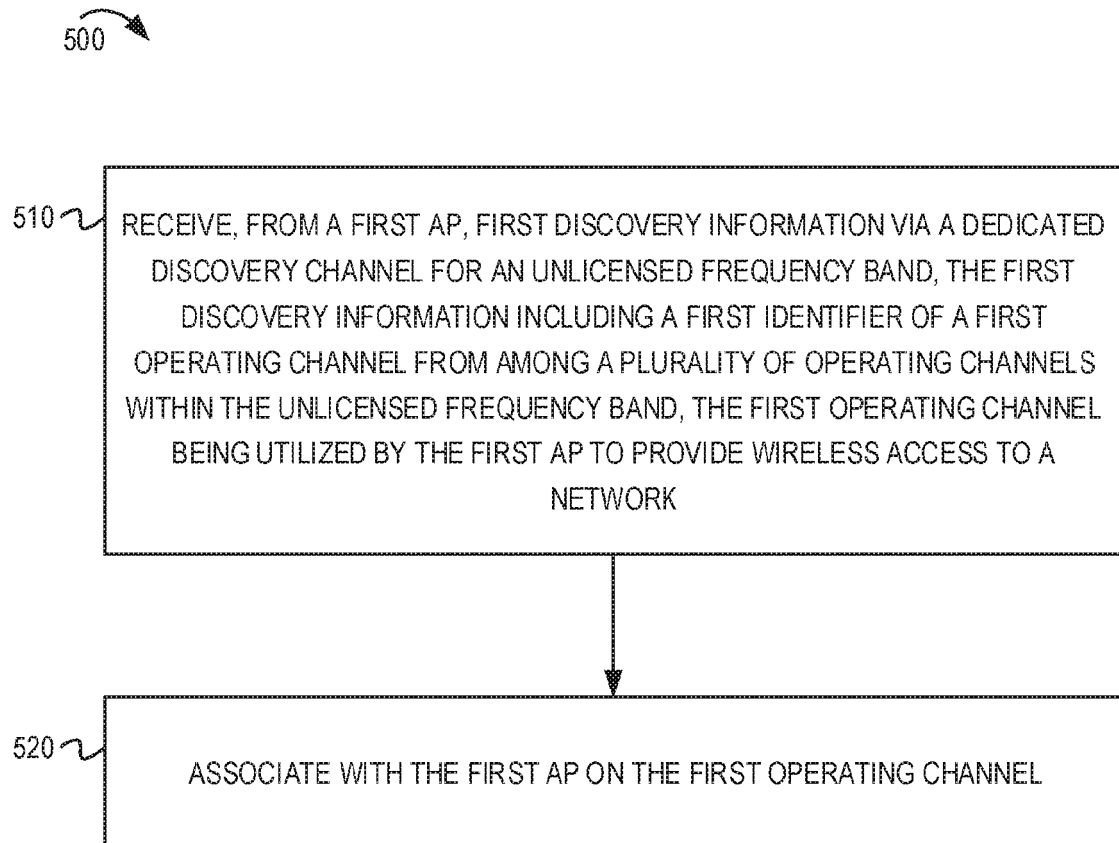 500
510
RECEIVE, FROM A FIRST AP, FIRST DISCOVERY INFORMATION VIA A DEDICATED
DISCOVERY CHANNEL FOR AN UNLICENSED FREQUENCY BAND, THE FIRST
DISCOVERY INFORMATION INCLUDING A FIRST IDENTIFIER OF A FIRST
OPERATING CHANNEL FROM AMONG A PLURALITY OF OPERATING CHANNELS
WITHIN THE UNLICENSED FREQUENCY BAND, THE FIRST OPERATING CHANNEL
BEING UTILIZED BY THE FIRST AP TO PROVIDE WIRELESS ACCESS TO A
NETWORK
520
ASSOCIATE WITH THE FIRST AP ON THE FIRST OPERATING CHANNEL